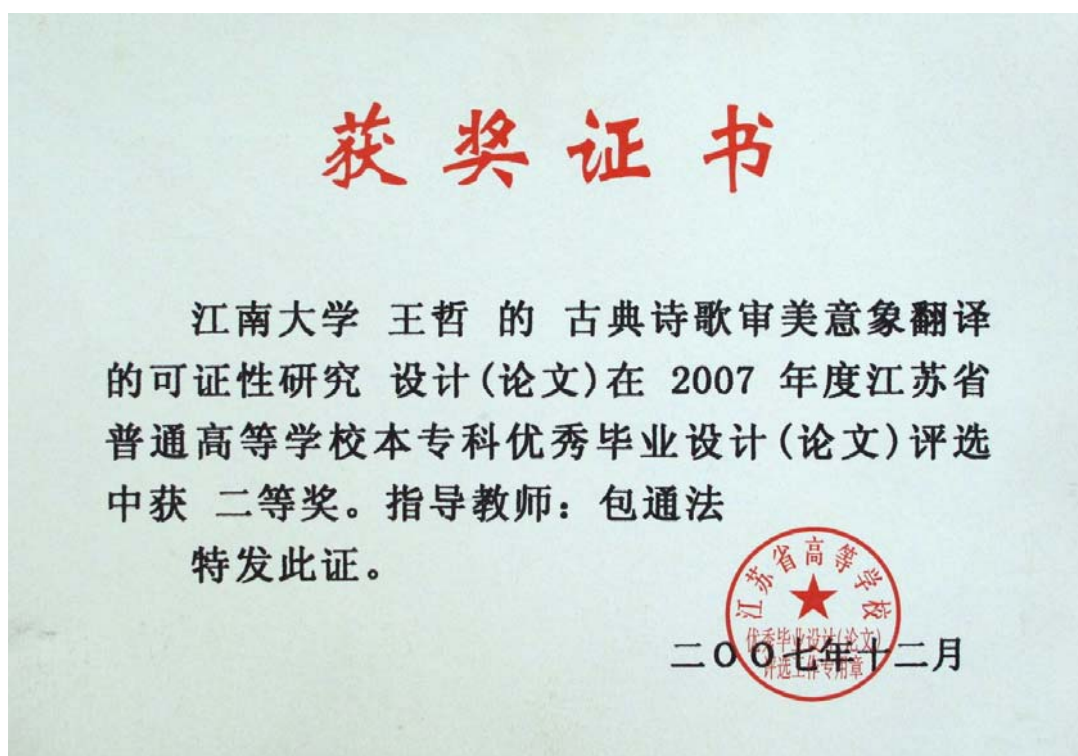 获奖证书
江南大学 王哲 的 古典诗歌审美意象翻译
的可证性研究 设计(论文)在 2007 年度江苏省
普通高等学校本专科优秀毕业设计(论文)评选
中获 二等奖。指导教师：包通法
特发此证。
江苏省高等学校
优秀毕业设计(论文)
评选工作专用章
二００七年十二月